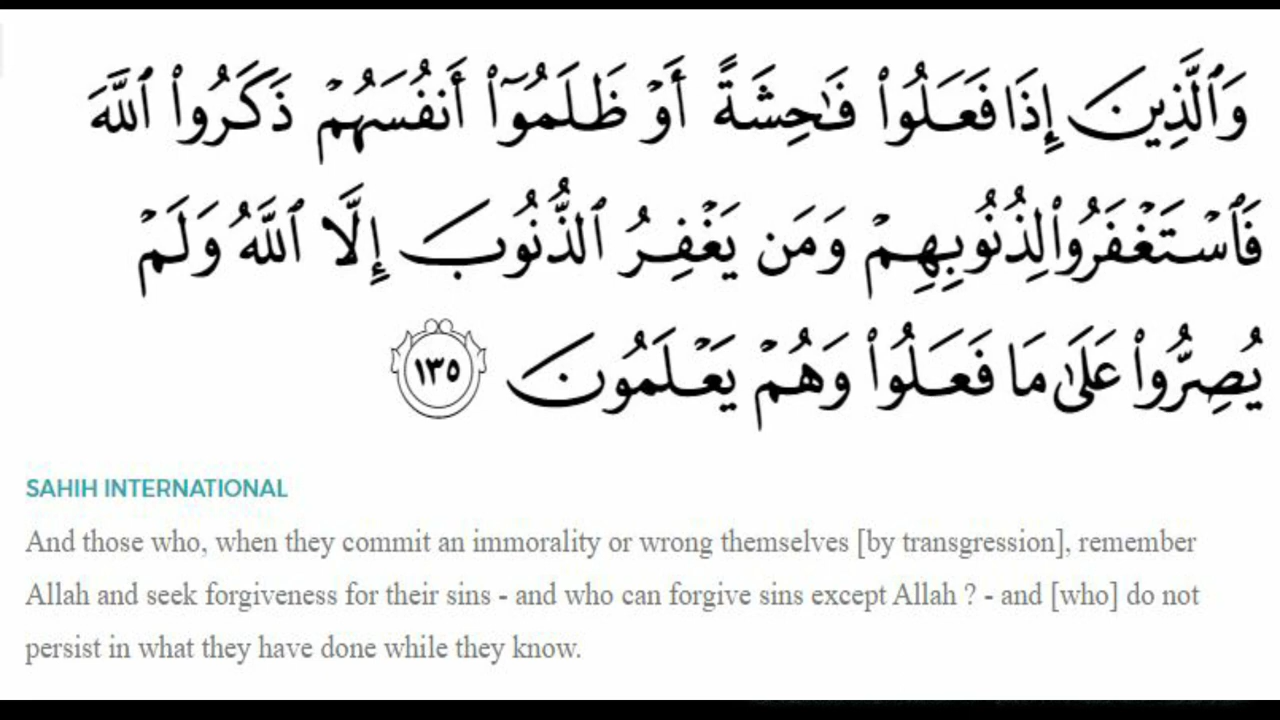 وَٱلَّذِينَ إِذَا فَعَلُوا۟ فَـٰحِشَةً أَوْ ظَلَمُوٓا۟ أَنفُسَهُمْ ذَكَرُوا۟ ٱللَّهَ
فَٱسْتَغْفَرُوا۟ لِذُنُوبِهِمْ وَمَن يَغْفِرُ ٱلذُّنُوبَ إِلَّا ٱللَّهُ وَلَمْ
يُصِرُّوا۟ عَلَىٰ مَا فَعَلُوا۟ وَهُمْ يَعْلَمُونَ ١٣٥
SAHIH INTERNATIONAL
And those who, when they commit an immorality or wrong themselves [by transgression], remember
Allah and seek forgiveness for their sins - and who can forgive sins except Allah ? - and [who] do not
persist in what they have done while they know.